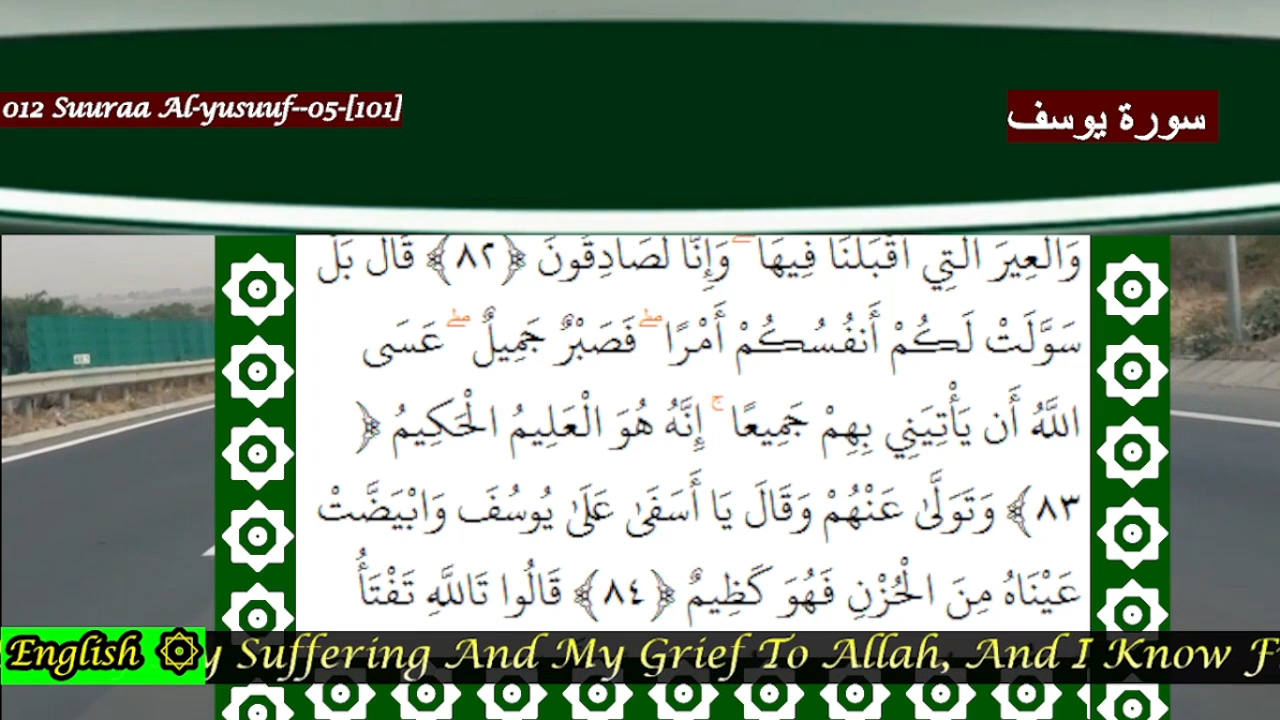 012 Suuraa Al-yusuuf--05-[101]
سورة يوسف
وَالْعِيرَ الَّتِي أَقْبَلْنَا فِيهَا ۖ وَإِنَّا لَصَادِقُونَ ﴿٨٢﴾ قَالَ بَلْ
سَوَّلَتْ لَكُمْ أَنفُسُكُمْ أَمْرًا ۖ فَصَبْرٌ جَمِيلٌ ۖ عَسَى
اللَّهُ أَن يَأْتِيَنِي بِهِمْ جَمِيعًا ۚ إِنَّهُ هُوَ الْعَلِيمُ الْحَكِيمُ ﴿
٨٣﴾ وَتَوَلَّىٰ عَنْهُمْ وَقَالَ يَا أَسَفَىٰ عَلَىٰ يُوسُفَ وَابْيَضَّتْ
عَيْنَاهُ مِنَ الْحُزْنِ فَهُوَ كَظِيمٌ ﴿٨٤﴾ قَالُوا تَاللَّهِ تَفْتَأُ
English y Suffering And My Grief To Allah, And I Know F